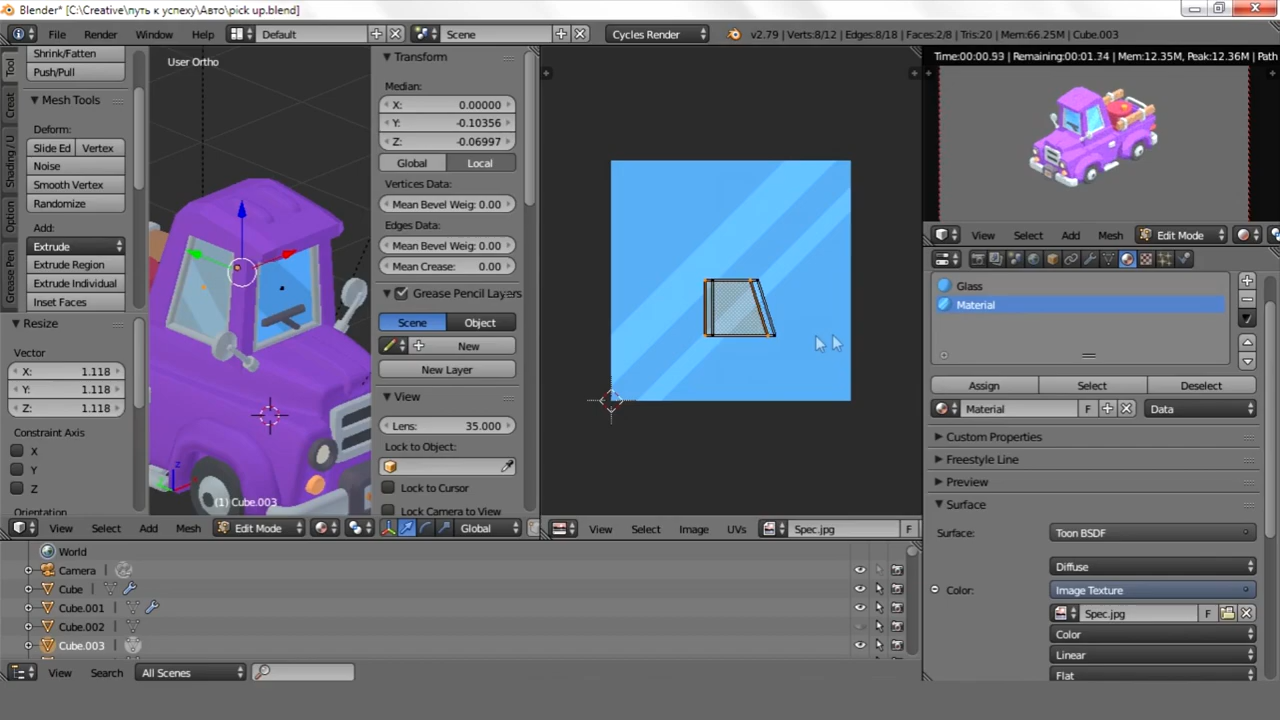 Blender* [C:\Creative\путь к успеху\Авто\pick up.blend]
File Render Window Help Default Scene Cycles Render v2.79 | Verts:8/12 | Edges:8/18 | Faces:2/8 | Tris:20 | Mem:66.25M | Cube.003
Tool
Creat
Shading / U
Option
Grease Pen
Shrink/Fatten
Push/Pull
Mesh Tools
Deform:
Slide Ed Vertex
Noise
Smooth Vertex
Randomize
Add:
Extrude
Extrude Region
Extrude Individual
Inset Faces
Resize
Vector
X: 1.118
Y: 1.118
Z: 1.118
Constraint Axis
X
Y
Z
Orientation
User Ortho
z
(1) Cube.003
Transform
Median:
X: 0.00000
Y: -0.10356
Z: -0.06997
Global Local
Vertices Data:
Mean Bevel Weig: 0.00
Edges Data:
Mean Bevel Weig: 0.00
Mean Crease: 0.00
Grease Pencil Layers
Scene Object
New
New Layer
View
Lens: 35.000
Lock to Object:
Lock to Cursor
Lock Camera to View
View Select Add Mesh Edit Mode Global
View Select Image UVs Spec.jpg F
Time:00:00.93 | Remaining:00:01.34 | Mem:12.35M, Peak:12.36M | Path
View Select Add Mesh Edit Mode
Glass
Material
Assign Select Deselect
Material F Data
Custom Properties
Freestyle Line
Preview
Surface
Surface: Toon BSDF
Diffuse
Color: Image Texture
Spec.jpg F
Color
Linear
Flat
World
Camera
Cube
Cube.001
Cube.002
Cube.003
View Search All Scenes